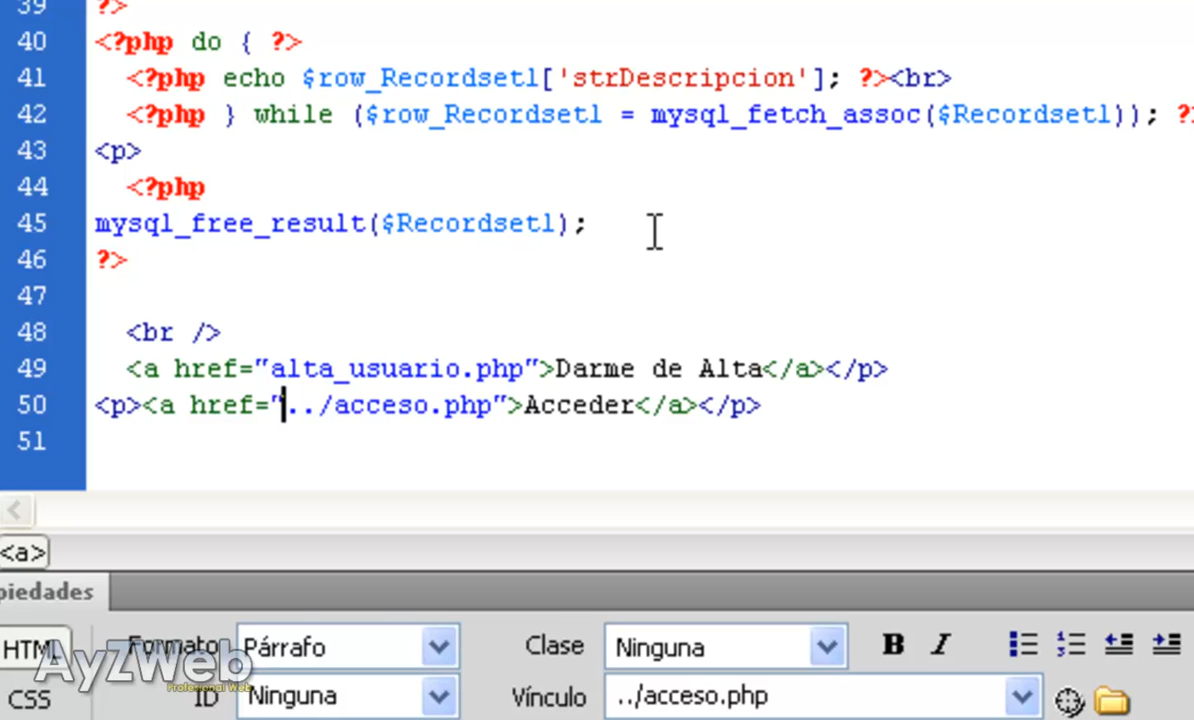 39 ?>
40 <?php do { ?>
41 <?php echo $row_Recordset1['strDescripcion']; ?><br>
42 <?php } while ($row_Recordset1 = mysql_fetch_assoc($Recordset1)); ?>
43 <p>
44 <?php
45 mysql_free_result($Recordset1);
46 ?>
47
48 <br />
49 <a href="alta_usuario.php">Darme de Alta</a></p>
50 <p><a href="../acceso.php">Acceder</a></p>
51
<a>
piedades
HTML Formato Párrafo Clase Ninguna B I
CSS ID Ninguna Vínculo ../acceso.php
AyZWeb
Professional Web